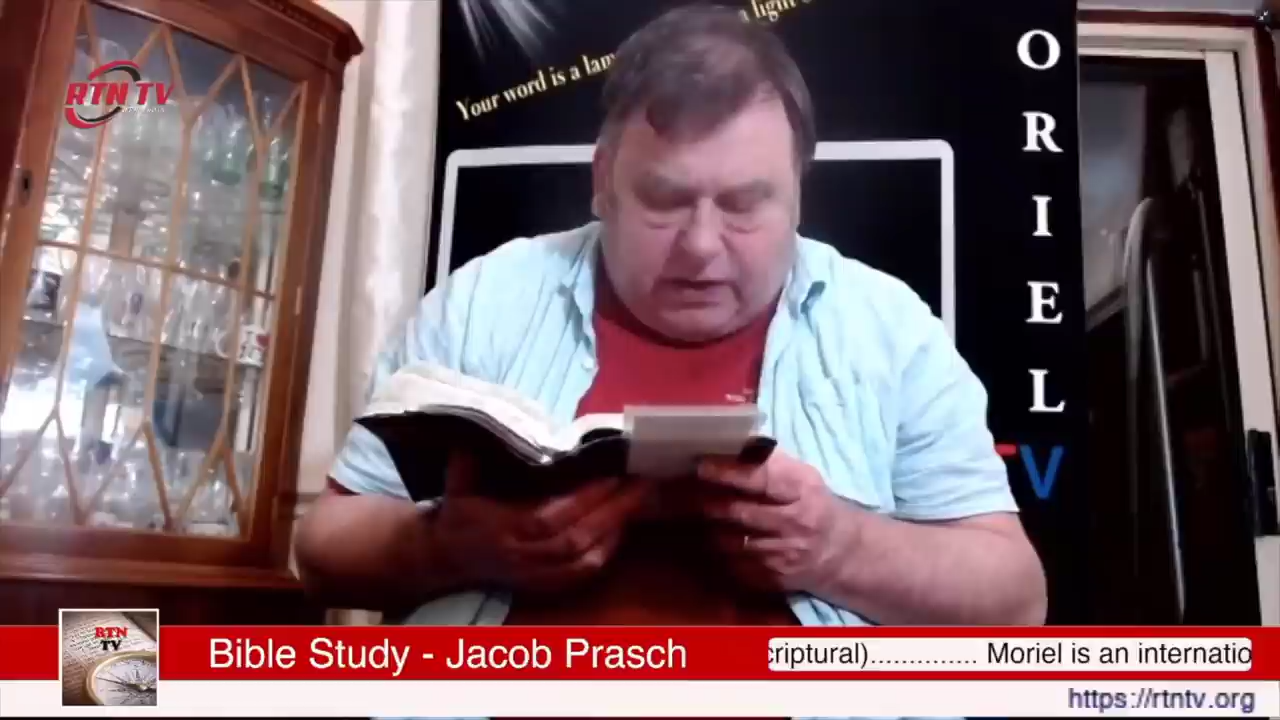 RTN TV
Your word is a lam
a light
O
R
I
E
L
TV
RTN
TV
Bible Study - Jacob Prasch
criptural).............. Moriel is an internatio
https://rtntv.org